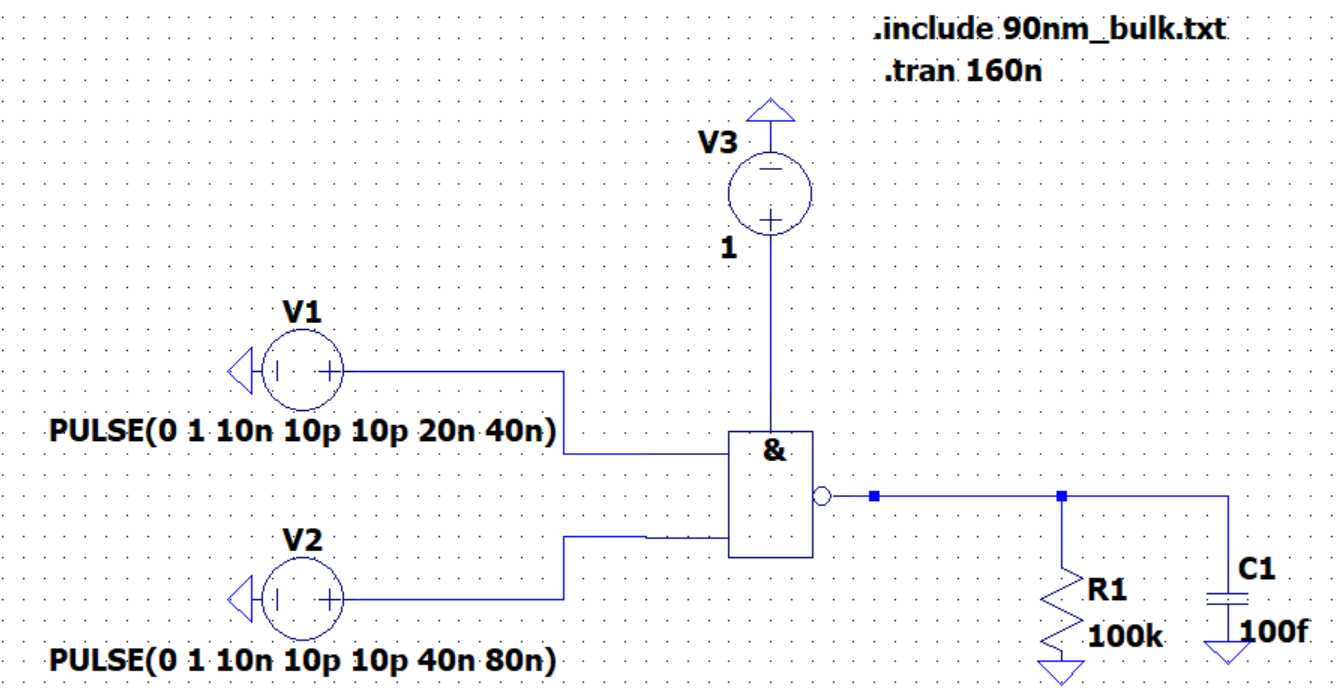 .include 90nm_bulk.txt
.tran 160n
V3
1
V1
PULSE(0 1 10n 10p 10p 20n 40n)
&
V2
PULSE(0 1 10n 10p 10p 40n 80n)
R1
100k
C1
100f